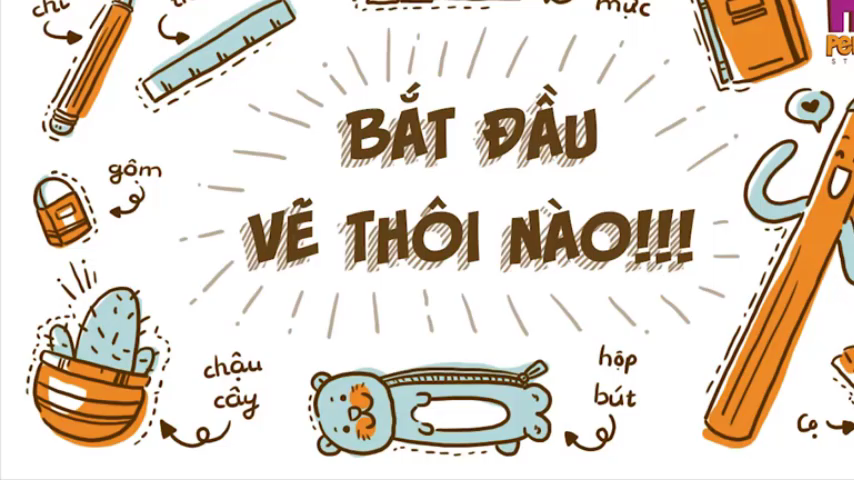 chì
mực
BẮT ĐẦU
VẼ THÔI NÀO!!!
gôm
chậu
cây
hộp
bút
cọ